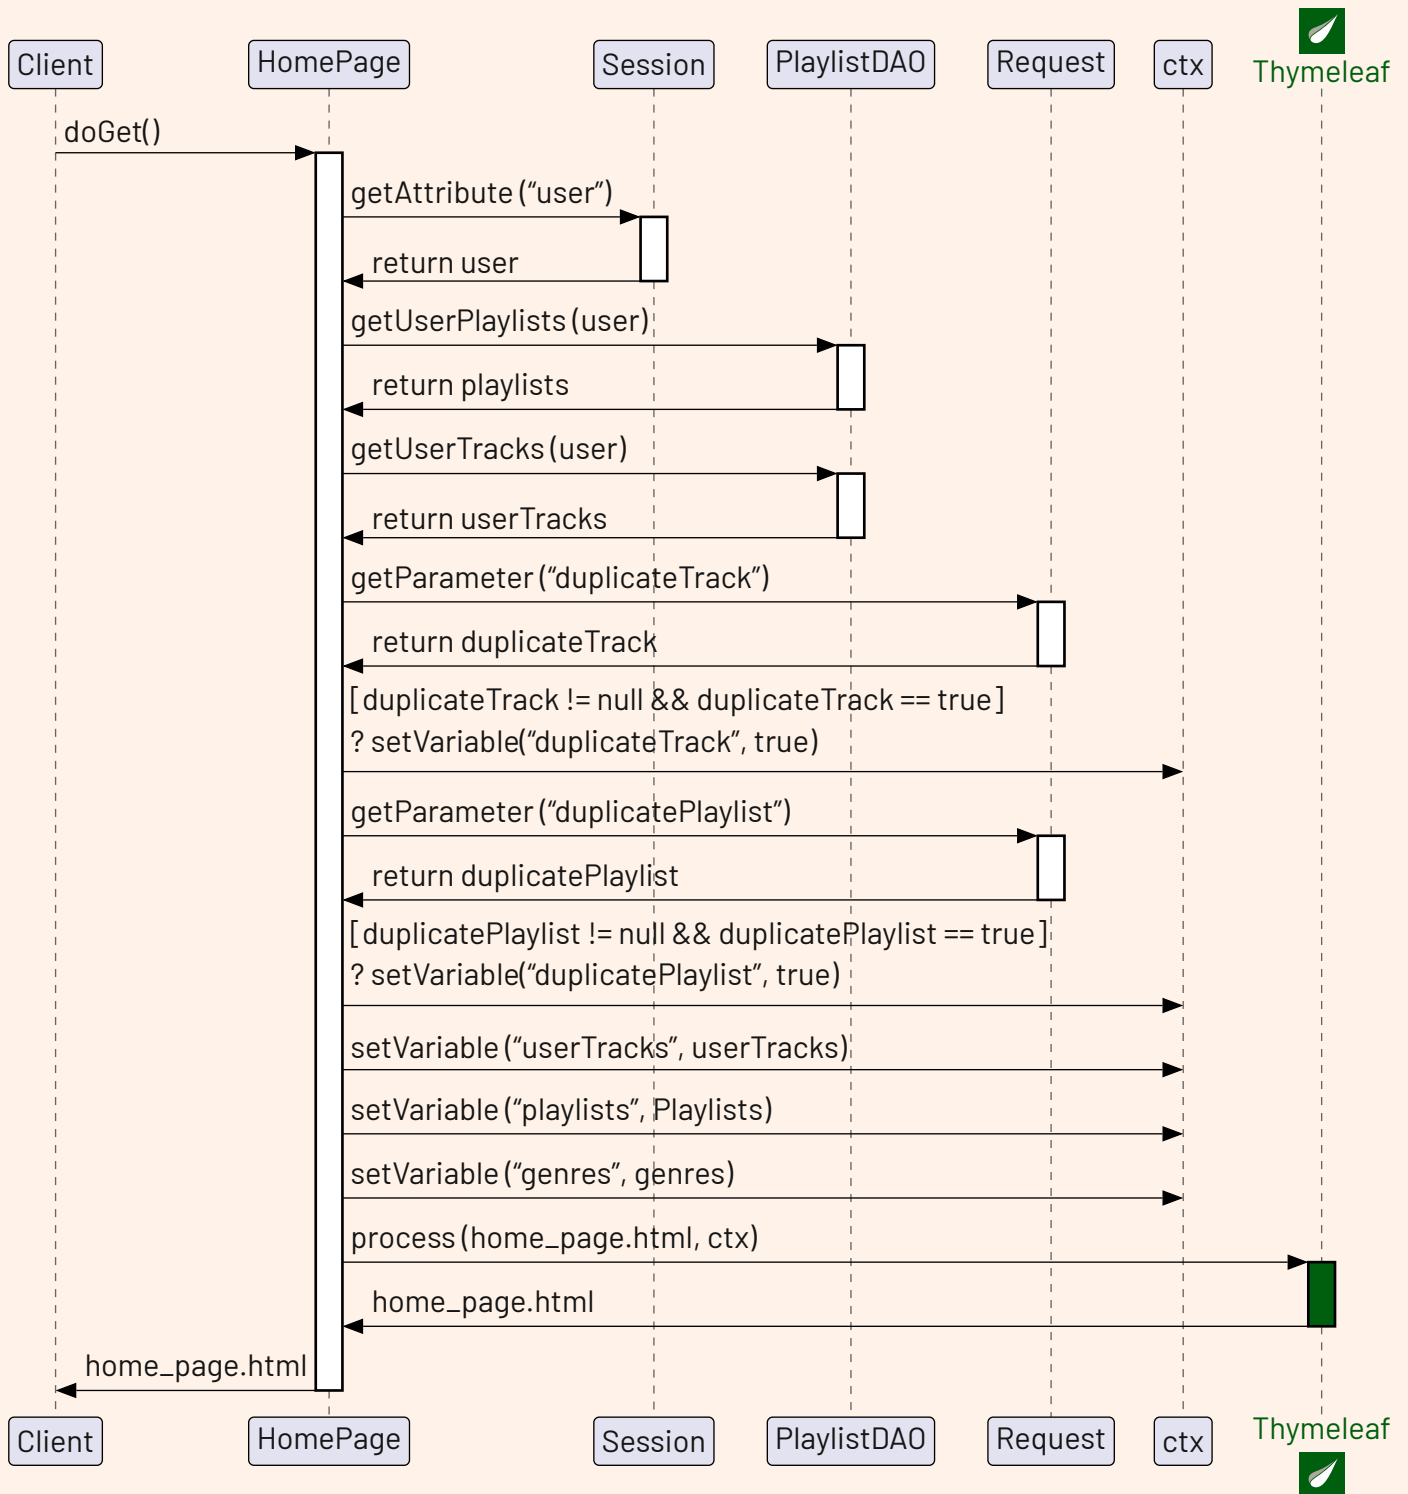 Client HomePage Session PlaylistDAO Request ctx Thymeleaf
doGet()
getAttribute (“user”)
return user
getUserPlaylists (user)
return playlists
getUserTracks (user)
return userTracks
getParameter (“duplicateTrack”)
return duplicateTrack
[duplicateTrack != null && duplicateTrack == true]
? setVariable(“duplicateTrack”, true)
getParameter (“duplicatePlaylist”)
return duplicatePlaylist
[duplicatePlaylist != null && duplicatePlaylist == true]
? setVariable(“duplicatePlaylist”, true)
setVariable (“userTracks”, userTracks)
setVariable (“playlists”, Playlists)
setVariable (“genres”, genres)
process (home_page.html, ctx)
home_page.html
home_page.html
Client HomePage Session PlaylistDAO Request ctx Thymeleaf